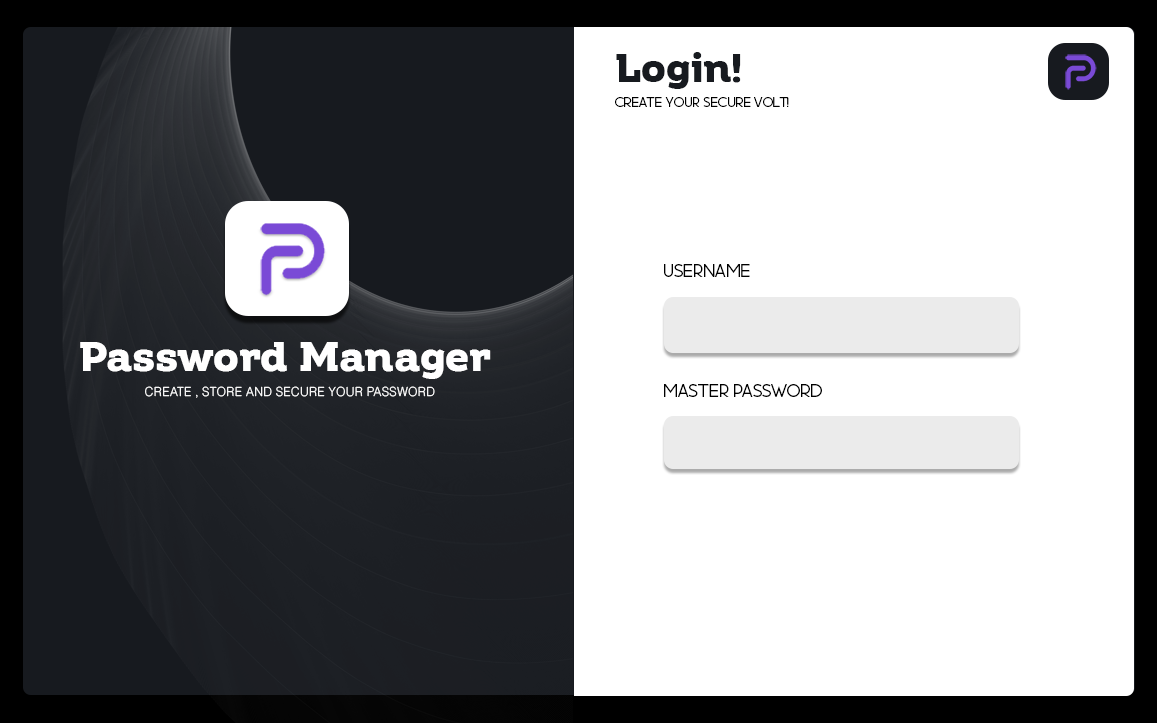 Password Manager
CREATE , STORE AND SECURE YOUR PASSWORD
Login!
CREATE YOUR SECURE VOLT!
USERNAME
MASTER PASSWORD